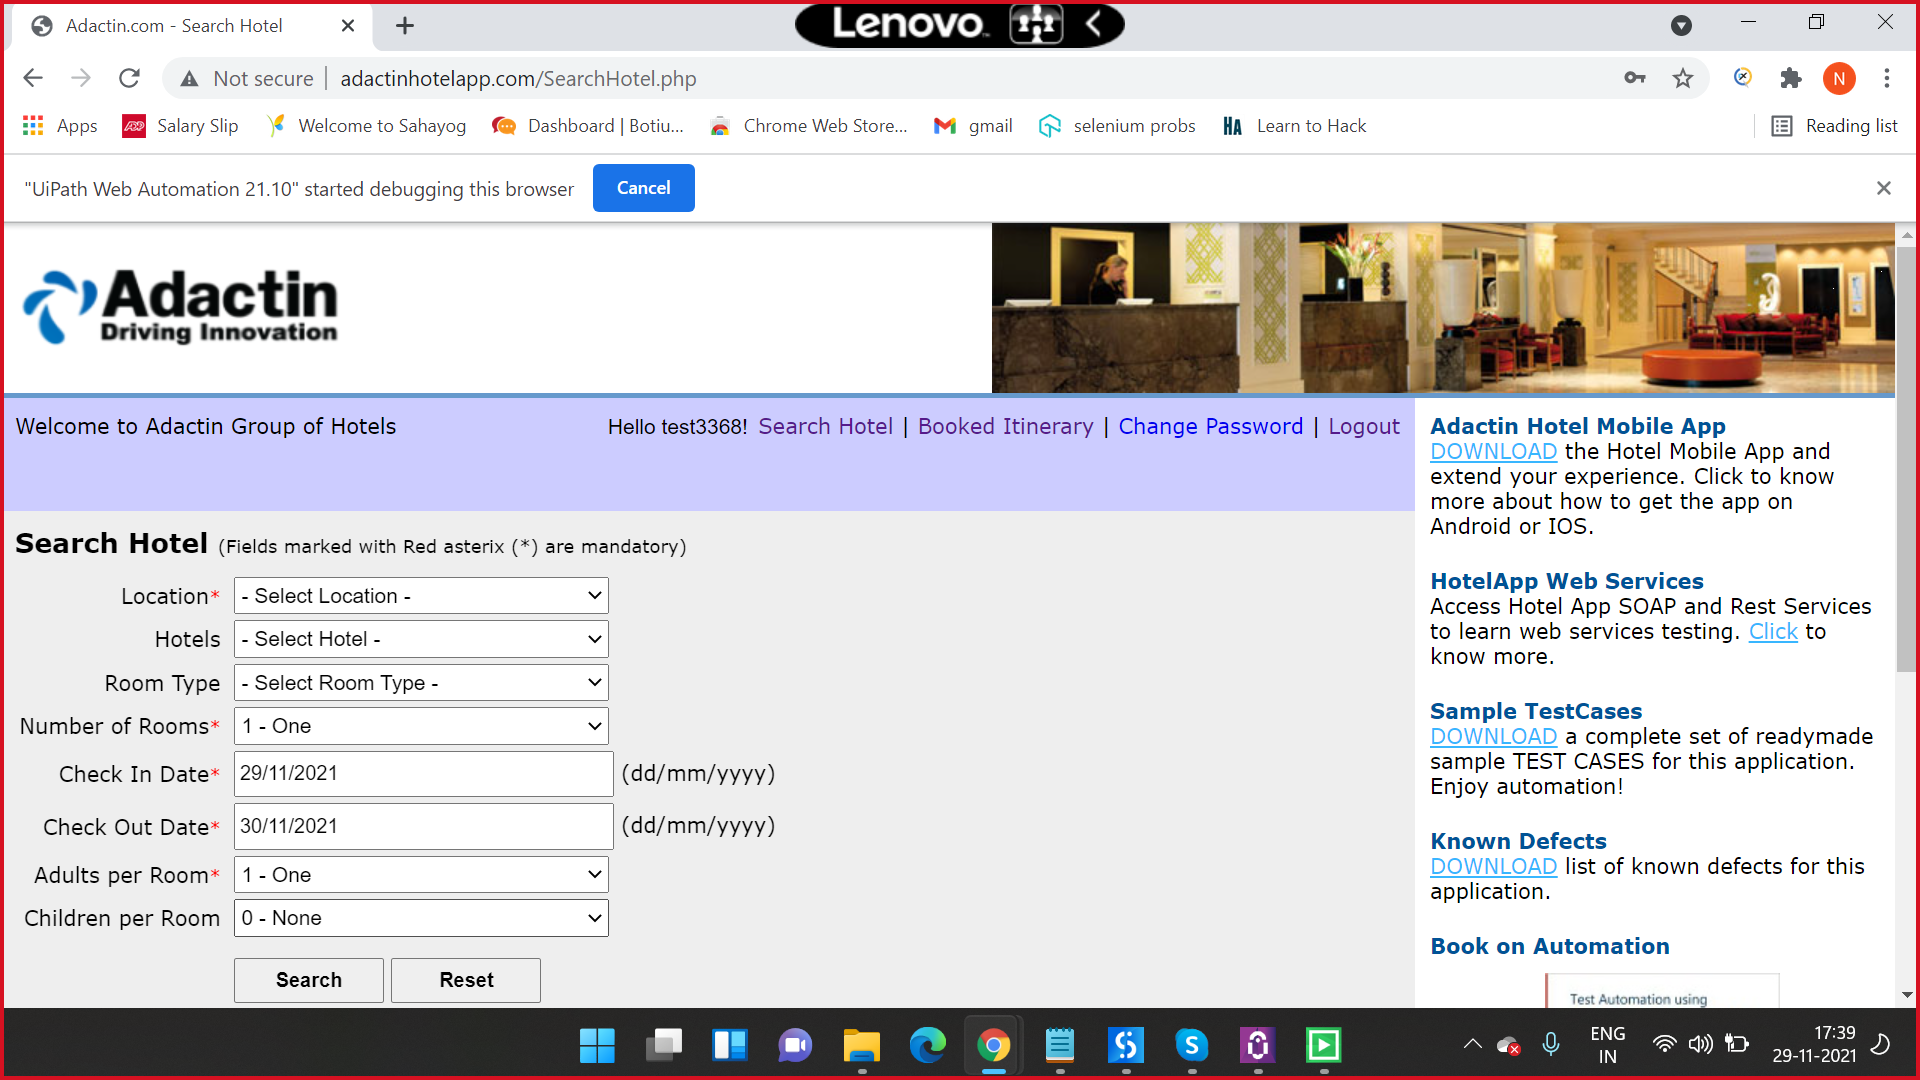 Adactin.com - Search Hotel
Lenovo
Not secure
adactinhotelapp.com/SearchHotel.php
N
Apps
Salary Slip
Welcome to Sahayog
Dashboard | Botiu...
Chrome Web Store...
gmail
selenium probs
HA
Learn to Hack
Reading list
"UiPath Web Automation 21.10" started debugging this browser
Cancel
Adactin
Driving Innovation
Welcome to Adactin Group of Hotels
Hello test3368! Search Hotel | Booked Itinerary | Change Password | Logout
Search Hotel (Fields marked with Red asterix (*) are mandatory)
Location* - Select Location -
Hotels - Select Hotel -
Room Type - Select Room Type -
Number of Rooms* 1 - One
Check In Date* 29/11/2021 (dd/mm/yyyy)
Check Out Date* 30/11/2021 (dd/mm/yyyy)
Adults per Room* 1 - One
Children per Room 0 - None
Search
Reset
Adactin Hotel Mobile App
DOWNLOAD the Hotel Mobile App and
extend your experience. Click to know
more about how to get the app on
Android or IOS.
HotelApp Web Services
Access Hotel App SOAP and Rest Services
to learn web services testing. Click to
know more.
Sample TestCases
DOWNLOAD a complete set of readymade
sample TEST CASES for this application.
Enjoy automation!
Known Defects
DOWNLOAD list of known defects for this
application.
Book on Automation
Test Automation using
ENG
IN
17:39
29-11-2021